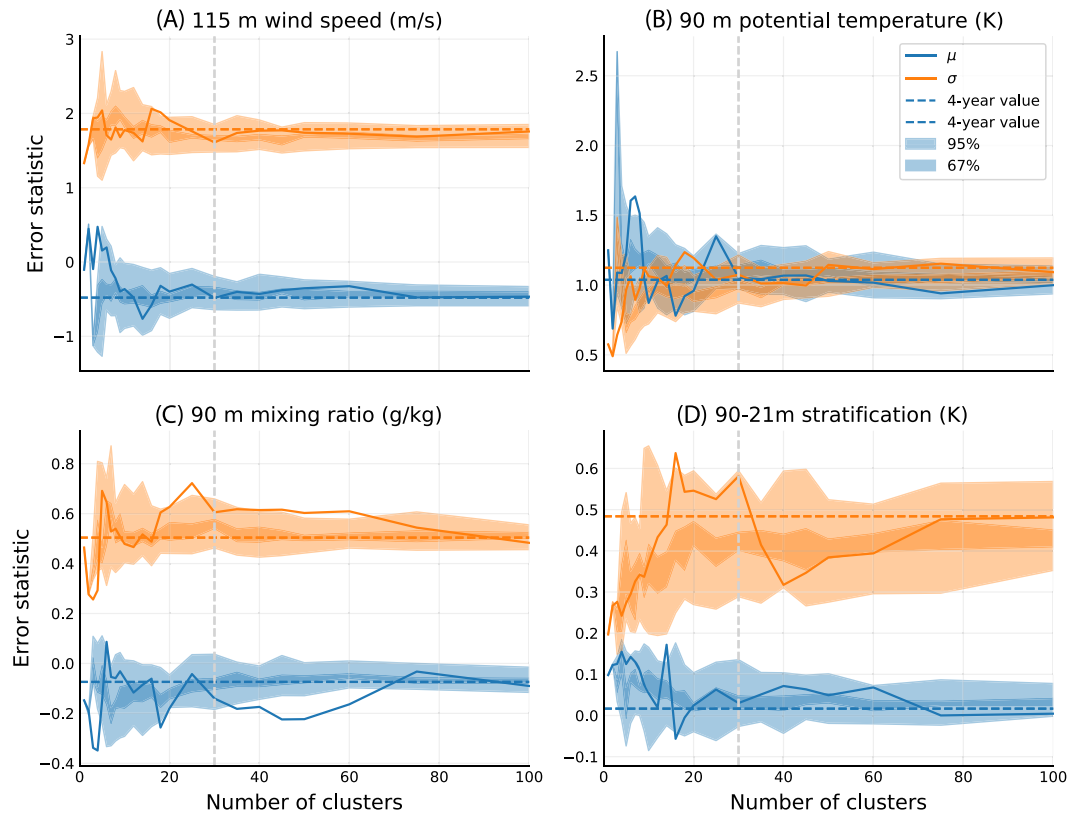 (A) 115 m wind speed (m/s)
3
2
1
0
−1
Error statistic
(B) 90 m potential temperature (K)
2.5
2.0
1.5
1.0
0.5
μ
σ
4-year value
4-year value
95%
67%
(C) 90 m mixing ratio (g/kg)
0.8
0.6
0.4
0.2
0.0
−0.2
−0.4
Error statistic
0 20 40 60 80 100
Number of clusters
(D) 90-21m stratification (K)
0.6
0.5
0.4
0.3
0.2
0.1
0.0
−0.1
0 20 40 60 80 100
Number of clusters